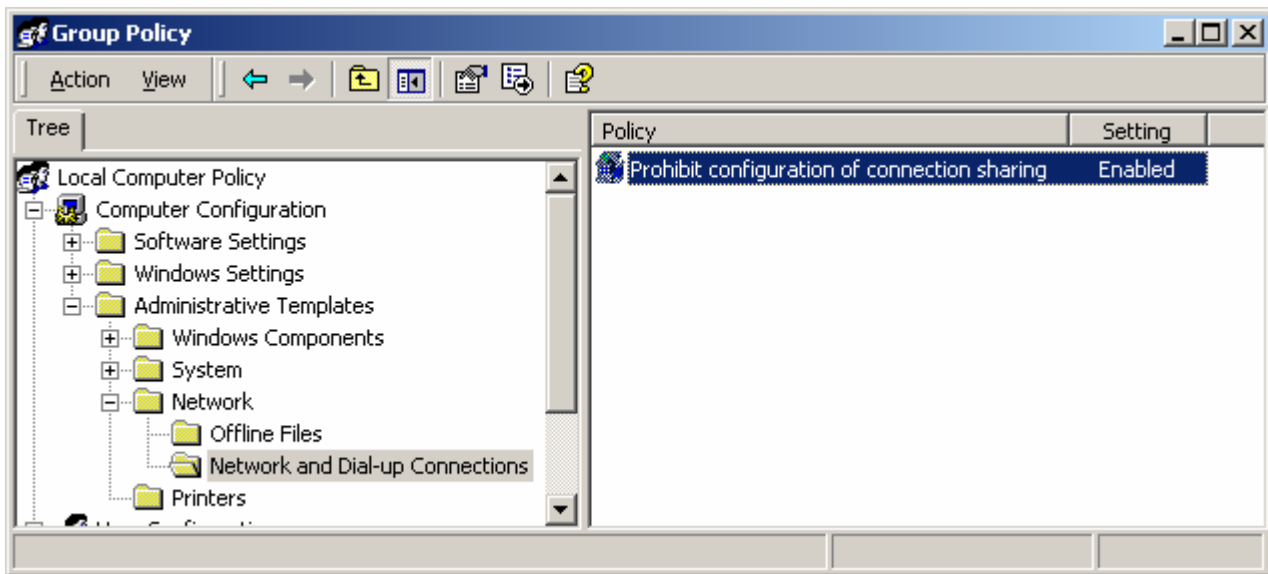 Group Policy
Action View
Tree
Policy Setting
Local Computer Policy
Prohibit configuration of connection sharing Enabled
Computer Configuration
Software Settings
Windows Settings
Administrative Templates
Windows Components
System
Network
Offline Files
Network and Dial-up Connections
Printers